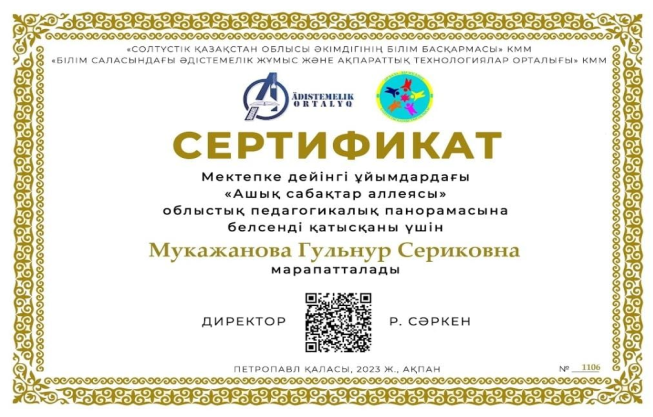 «СОЛТҮСТІК ҚАЗАҚСТАН ОБЛЫСЫ ӘКІМДІГІНІҢ БІЛІМ БАСҚАРМАСЫ» КММ
«БІЛІМ САЛАСЫНДАҒЫ ӘДІСТЕМЕЛІК ЖҰМЫС ЖӘНЕ АҚПАРАТТЫҚ ТЕХНОЛОГИЯЛАР ОРТАЛЫҒЫ» КММ
ÄDISTEMELIK
ORTALYQ
СЕРТИФИКАТ
Мектепке дейінгі ұйымдардағы
«Ашық сабақтар аллеясы»
облыстық педагогикалық панорамасына
белсенді қатысқаны үшін
Мукажанова Гульнур Сериковна
марапатталады
ДИРЕКТОР Р. СӘРКЕН
ПЕТРОПАВЛ ҚАЛАСЫ, 2023 Ж., АҚПАН
№ 1106